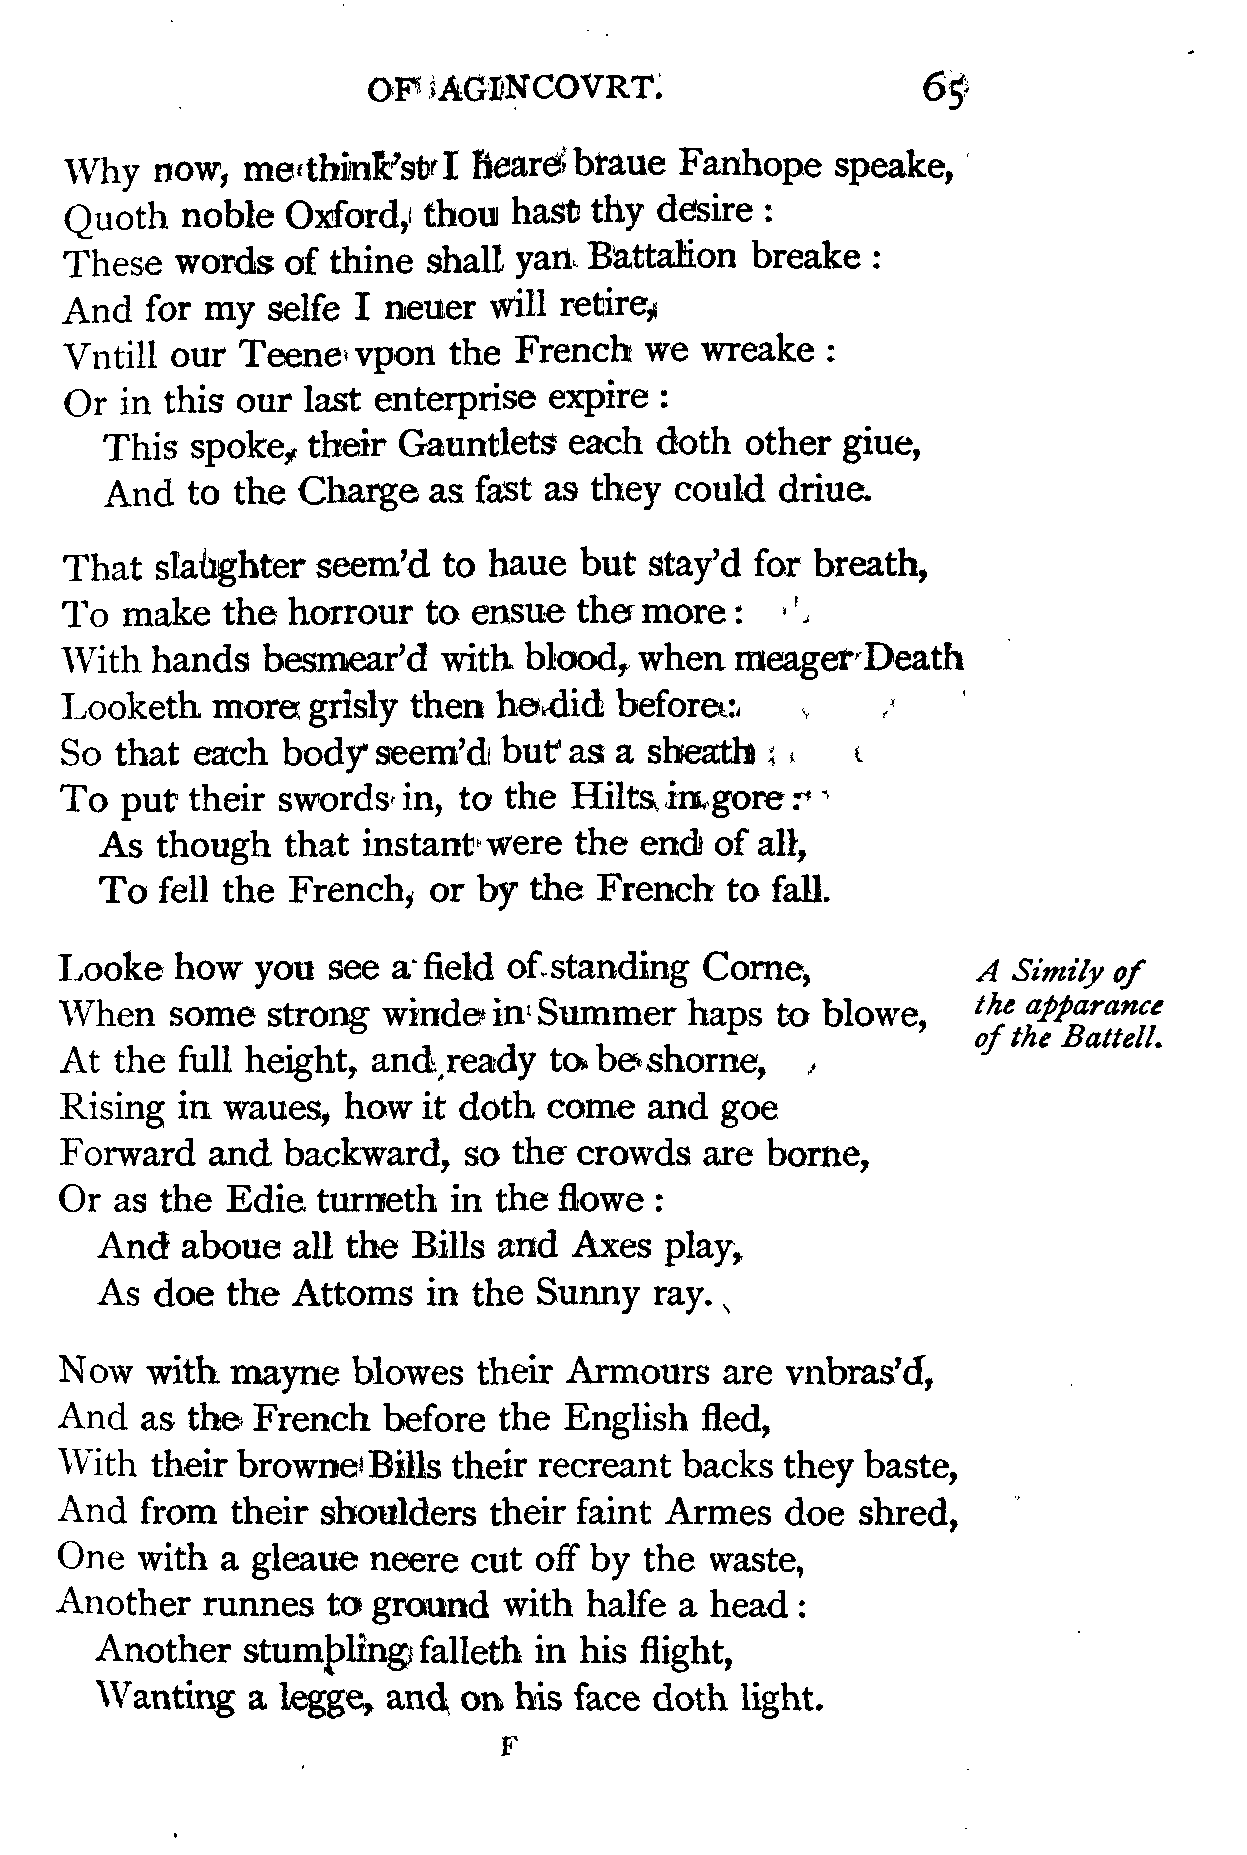 OF AGINCOVRT. 65
Why now, me think'st I heare braue Fanhope speake,
Quoth noble Oxford, thou hast thy desire :
These words of thine shall yan Battalion breake :
And for my selfe I neuer will retire,
Vntill our Teene vpon the French we wreake :
Or in this our last enterprise expire :
This spoke, their Gauntlets each doth other giue,
And to the Charge as fast as they could driue.
That slaughter seem'd to haue but stay'd for breath,
To make the horrour to ensue the more :
With hands besmear'd with blood, when meager Death
Looketh more grisly then he did before :
So that each body seem'd but as a sheath ;
To put their swords in, to the Hilts in gore :
As though that instant were the end of all,
To fell the French, or by the French to fall.
Looke how you see a field of standing Corne,
When some strong winde in Summer haps to blowe,
At the full height, and ready to be shorne,
Rising in waues, how it doth come and goe
Forward and backward, so the crowds are borne,
Or as the Edie turneth in the flowe :
And aboue all the Bills and Axes play,
As doe the Attoms in the Sunny ray.
A Simily of
the apparance
of the Battell.
Now with mayne blowes their Armours are vnbras'd,
And as the French before the English fled,
With their browne Bills their recreant backs they baste,
And from their shoulders their faint Armes doe shred,
One with a gleaue neere cut off by the waste,
Another runnes to ground with halfe a head :
Another stumbling falleth in his flight,
Wanting a legge, and on his face doth light.
F